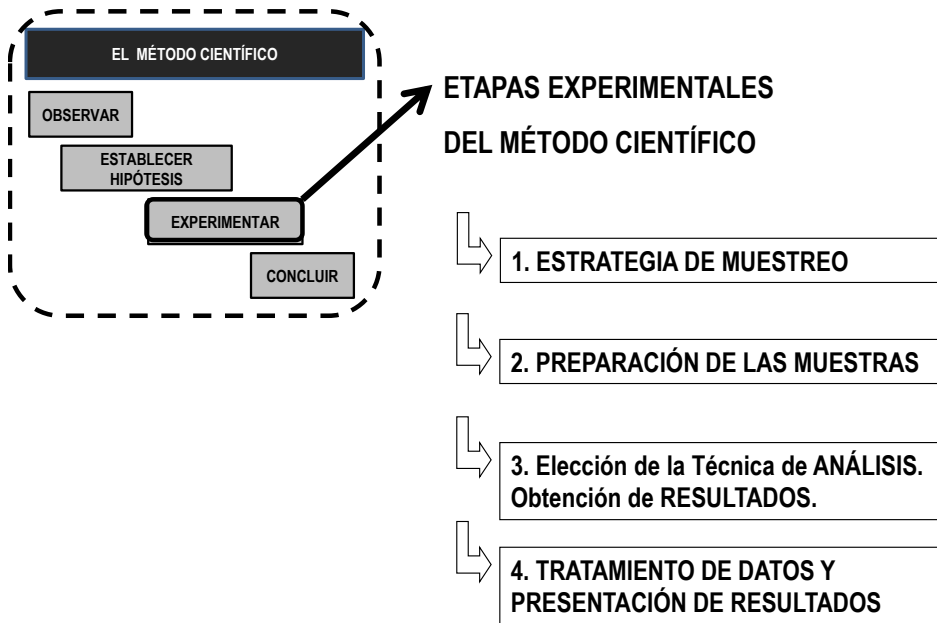 EL MÉTODO CIENTÍFICO
OBSERVAR
ESTABLECER
HIPÓTESIS
EXPERIMENTAR
CONCLUIR
ETAPAS EXPERIMENTALES
DEL MÉTODO CIENTÍFICO
1. ESTRATEGIA DE MUESTREO
2. PREPARACIÓN DE LAS MUESTRAS
3. Elección de la Técnica de ANÁLISIS.
Obtención de RESULTADOS.
4. TRATAMIENTO DE DATOS Y
PRESENTACIÓN DE RESULTADOS